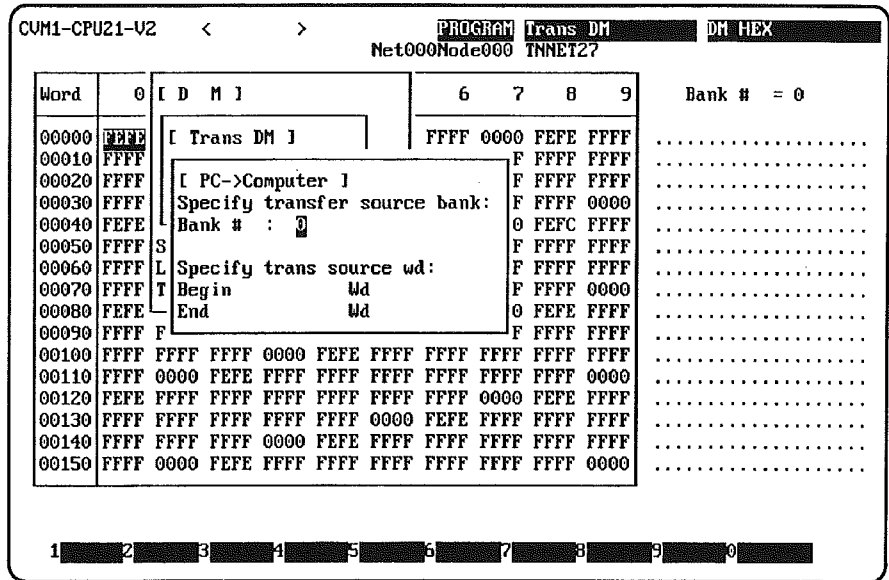 CVM1-CPU21-V2 < > PROGRAM Trans DM DM HEX
Net000Node000 TNNET27
Word 0 [ D M ] 6 7 8 9 Bank # = 0
00000 FEFE [ Trans DM ] FFFF 0000 FEFE FFFF ....................
00010 FFFF F FFFF FFFF ....................
00020 FFFF [ PC->Computer ] F FFFF FFFF ....................
00030 FFFF Specify transfer source bank: F FFFF 0000 ....................
00040 FEFE Bank # : 0 0 FEFC FFFF ....................
00050 FFFF S F FFFF FFFF ....................
00060 FFFF L Specify trans source wd: F FFFF FFFF ....................
00070 FFFF T Begin Wd F FFFF 0000 ....................
00080 FEFE End Wd 0 FEFE FFFF ....................
00090 FFFF F F FFFF FFFF ....................
00100 FFFF FFFF FFFF 0000 FEFE FFFF FFFF FFFF FFFF FFFF ....................
00110 FFFF 0000 FEFE FFFF FFFF FFFF FFFF FFFF FFFF 0000 ....................
00120 FEFE FFFF FFFF FFFF FFFF FFFF FFFF 0000 FEFE FFFF ....................
00130 FFFF FFFF FFFF FFFF FFFF 0000 FEFE FFFF FFFF FFFF ....................
00140 FFFF FFFF FFFF 0000 FEFE FFFF FFFF FFFF FFFF FFFF ....................
00150 FFFF 0000 FEFE FFFF FFFF FFFF FFFF FFFF FFFF 0000 ....................
1 2 3 4 5 6 7 8 9 0